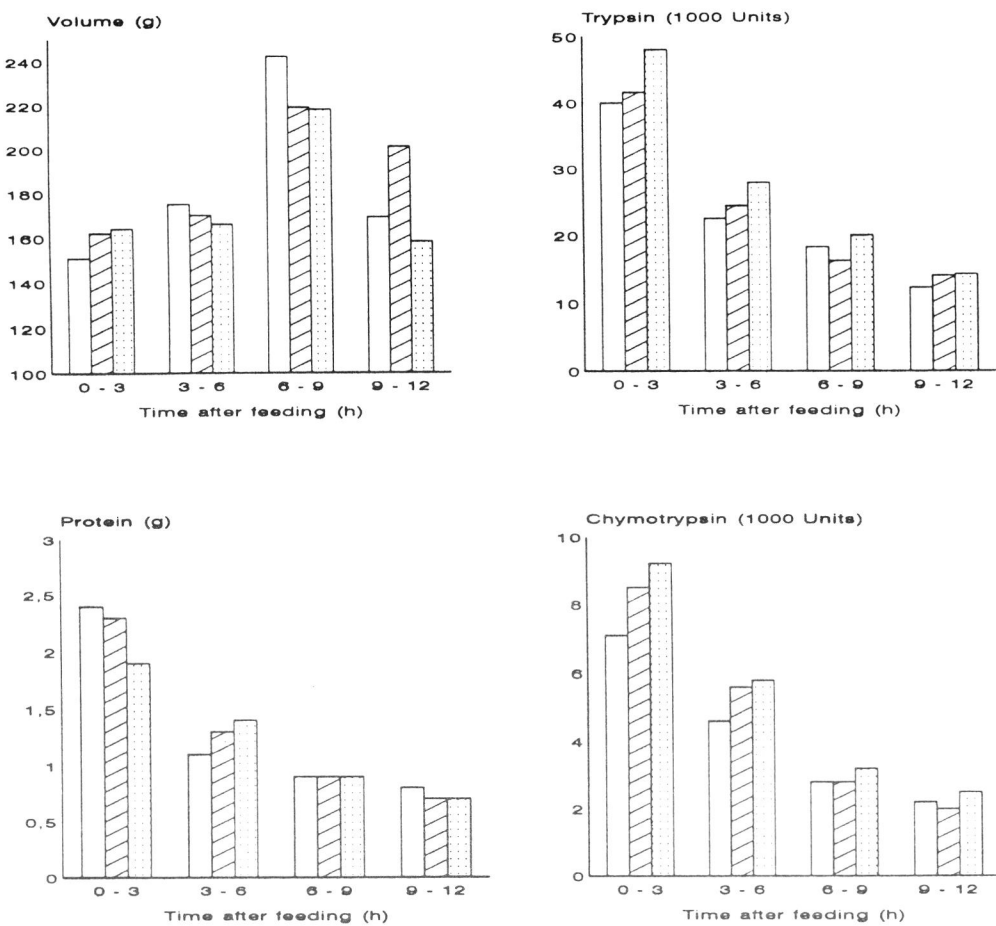 Volume (g)
240
220
200
180
160
140
120
100
0 - 3 3 - 6 6 - 9 9 - 12
Time after feeding (h)
Trypsin (1000 Units)
50
40
30
20
10
0
0 - 3 3 - 6 6 - 9 9 - 12
Time after feeding (h)
Protein (g)
3
2,5
2
1,5
1
0,5
0
0 - 3 3 - 6 6 - 9 9 - 12
Time after feeding (h)
Chymotrypsin (1000 Units)
10
8
6
4
2
0
0 - 3 3 - 6 6 - 9 9 - 12
Time after feeding (h)